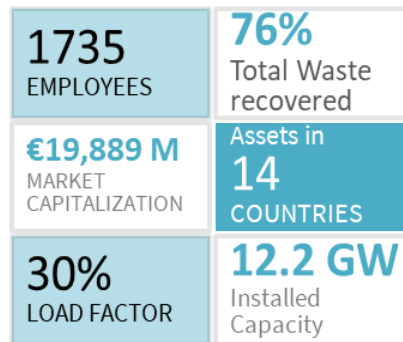 1735
EMPLOYEES
76%
Total Waste
recovered
€19,889 M
MARKET
CAPITALIZATION
Assets in
14
COUNTRIES
30%
LOAD FACTOR
12.2 GW
Installed
Capacity